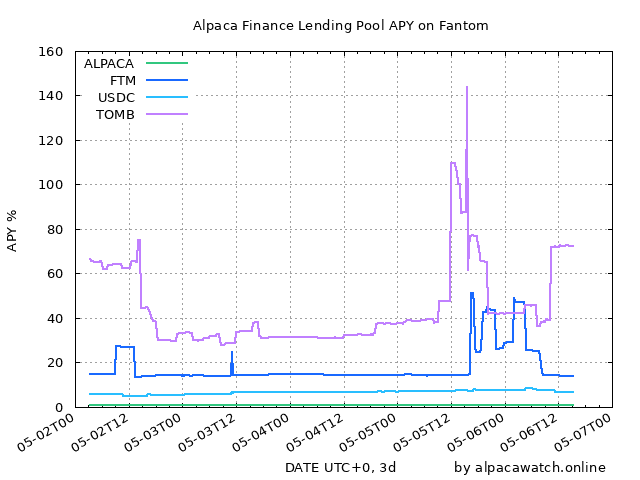 Alpaca Finance Lending Pool APY on Fantom
160
140
120
100
80
60
40
20
0
APY %
ALPACA
FTM
USDC
TOMB
05-02T00
05-02T12
05-03T00
05-03T12
05-04T00
05-04T12
05-05T00
05-05T12
05-06T00
05-06T12
05-07T00
DATE UTC+0, 3d
by alpacawatch.online